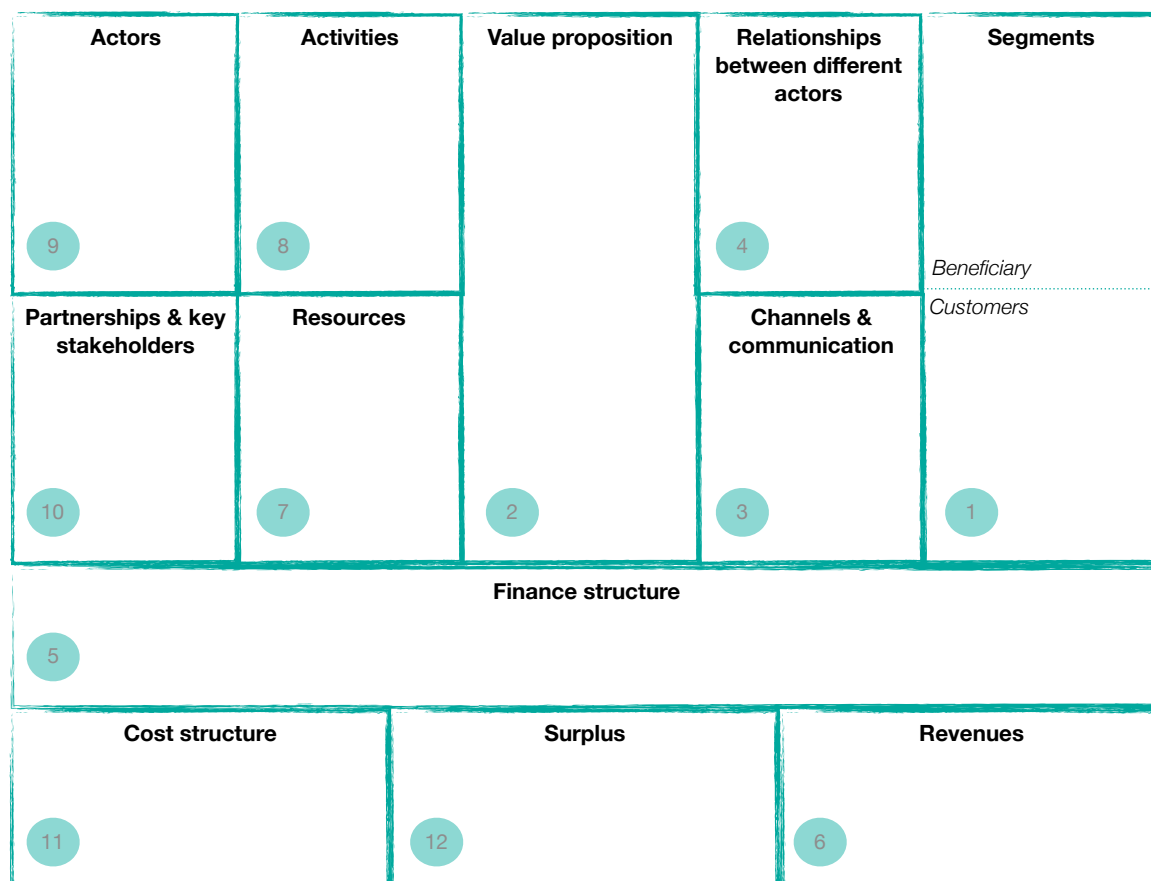 Actors
Activities
Value proposition
Relationships
between different
actors
Segments
9
8
4
Beneficiary
Customers
Partnerships & key
stakeholders
Resources
Channels &
communication
10
7
2
3
1
Finance structure
5
Cost structure
Surplus
Revenues
11
12
6